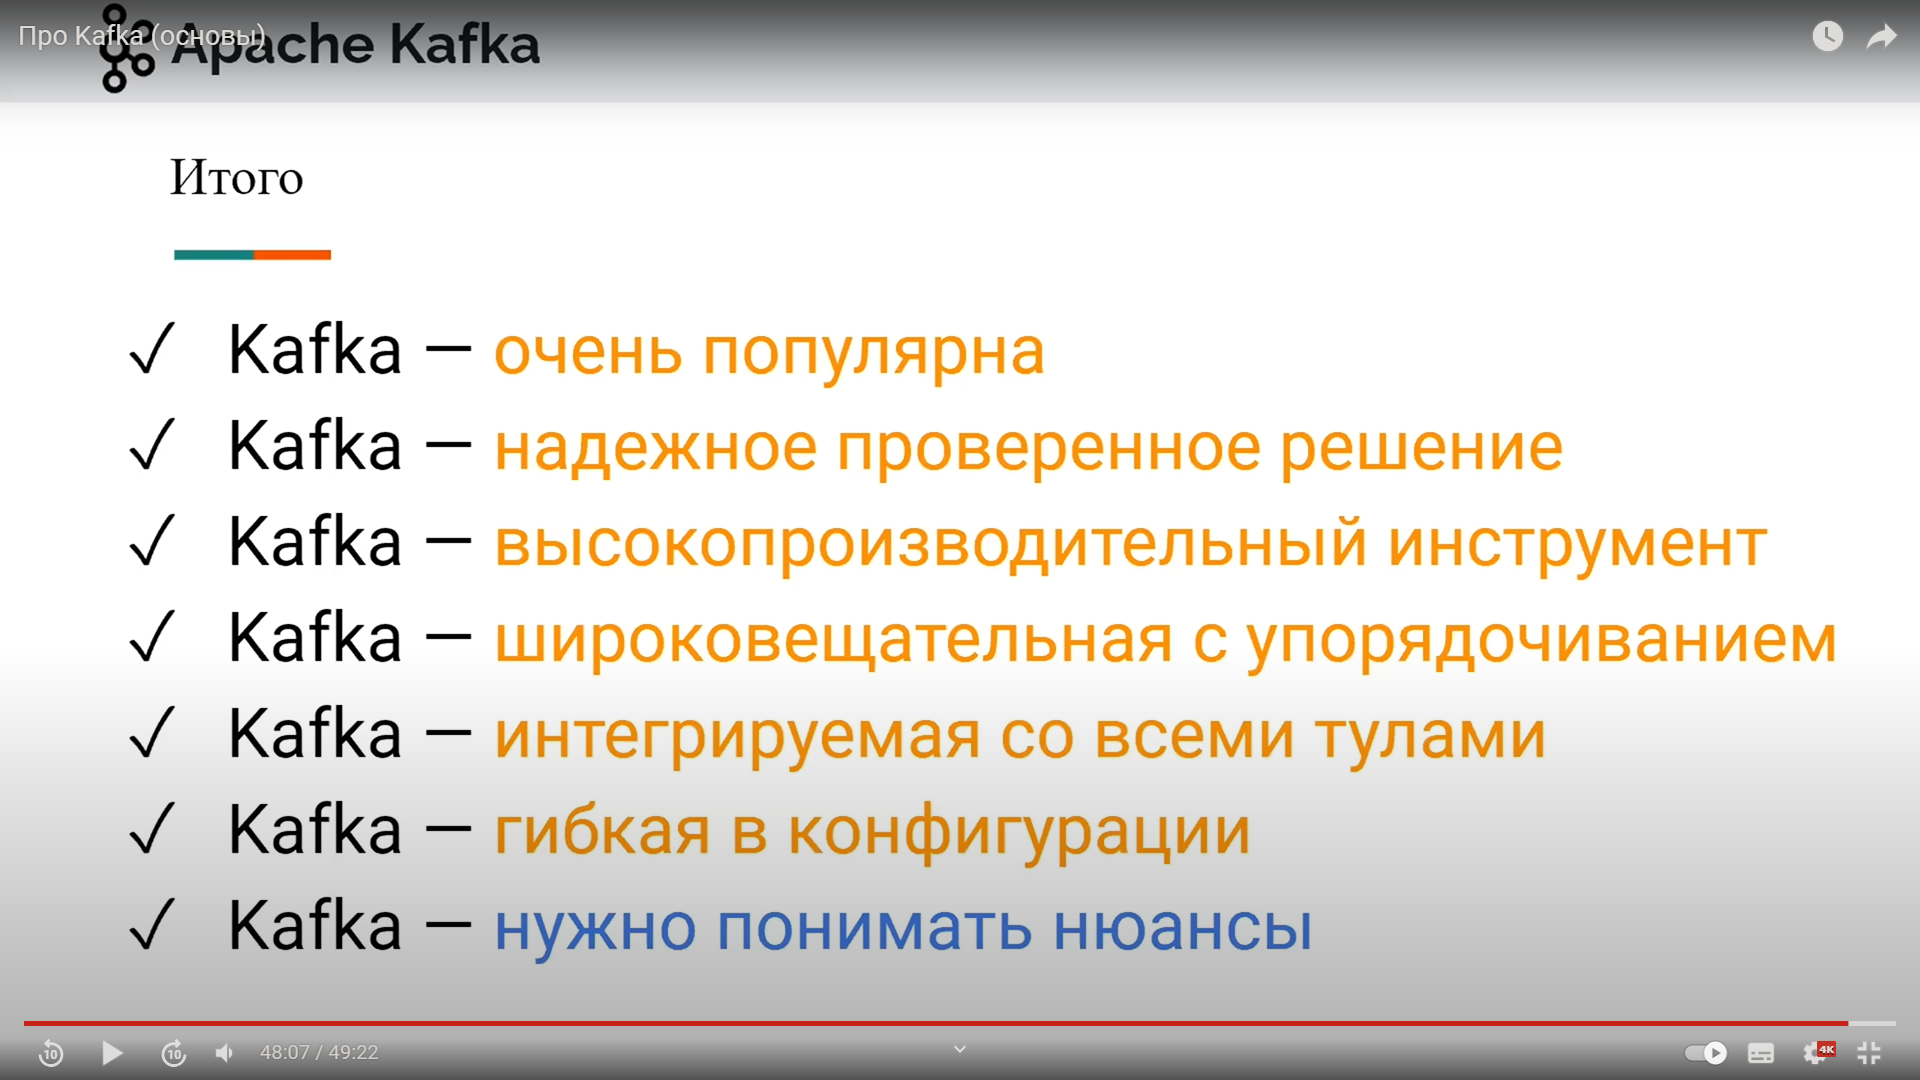 Про Kafka (основы)
Apache Kafka
Итого
✓ Kafka — очень популярна
✓ Kafka — надежное проверенное решение
✓ Kafka — высокопроизводительный инструмент
✓ Kafka — широковещательная с упорядочиванием
✓ Kafka — интегрируемая со всеми тулами
✓ Kafka — гибкая в конфигурации
✓ Kafka — нужно понимать нюансы
10 10 48:07 / 49:22 4K